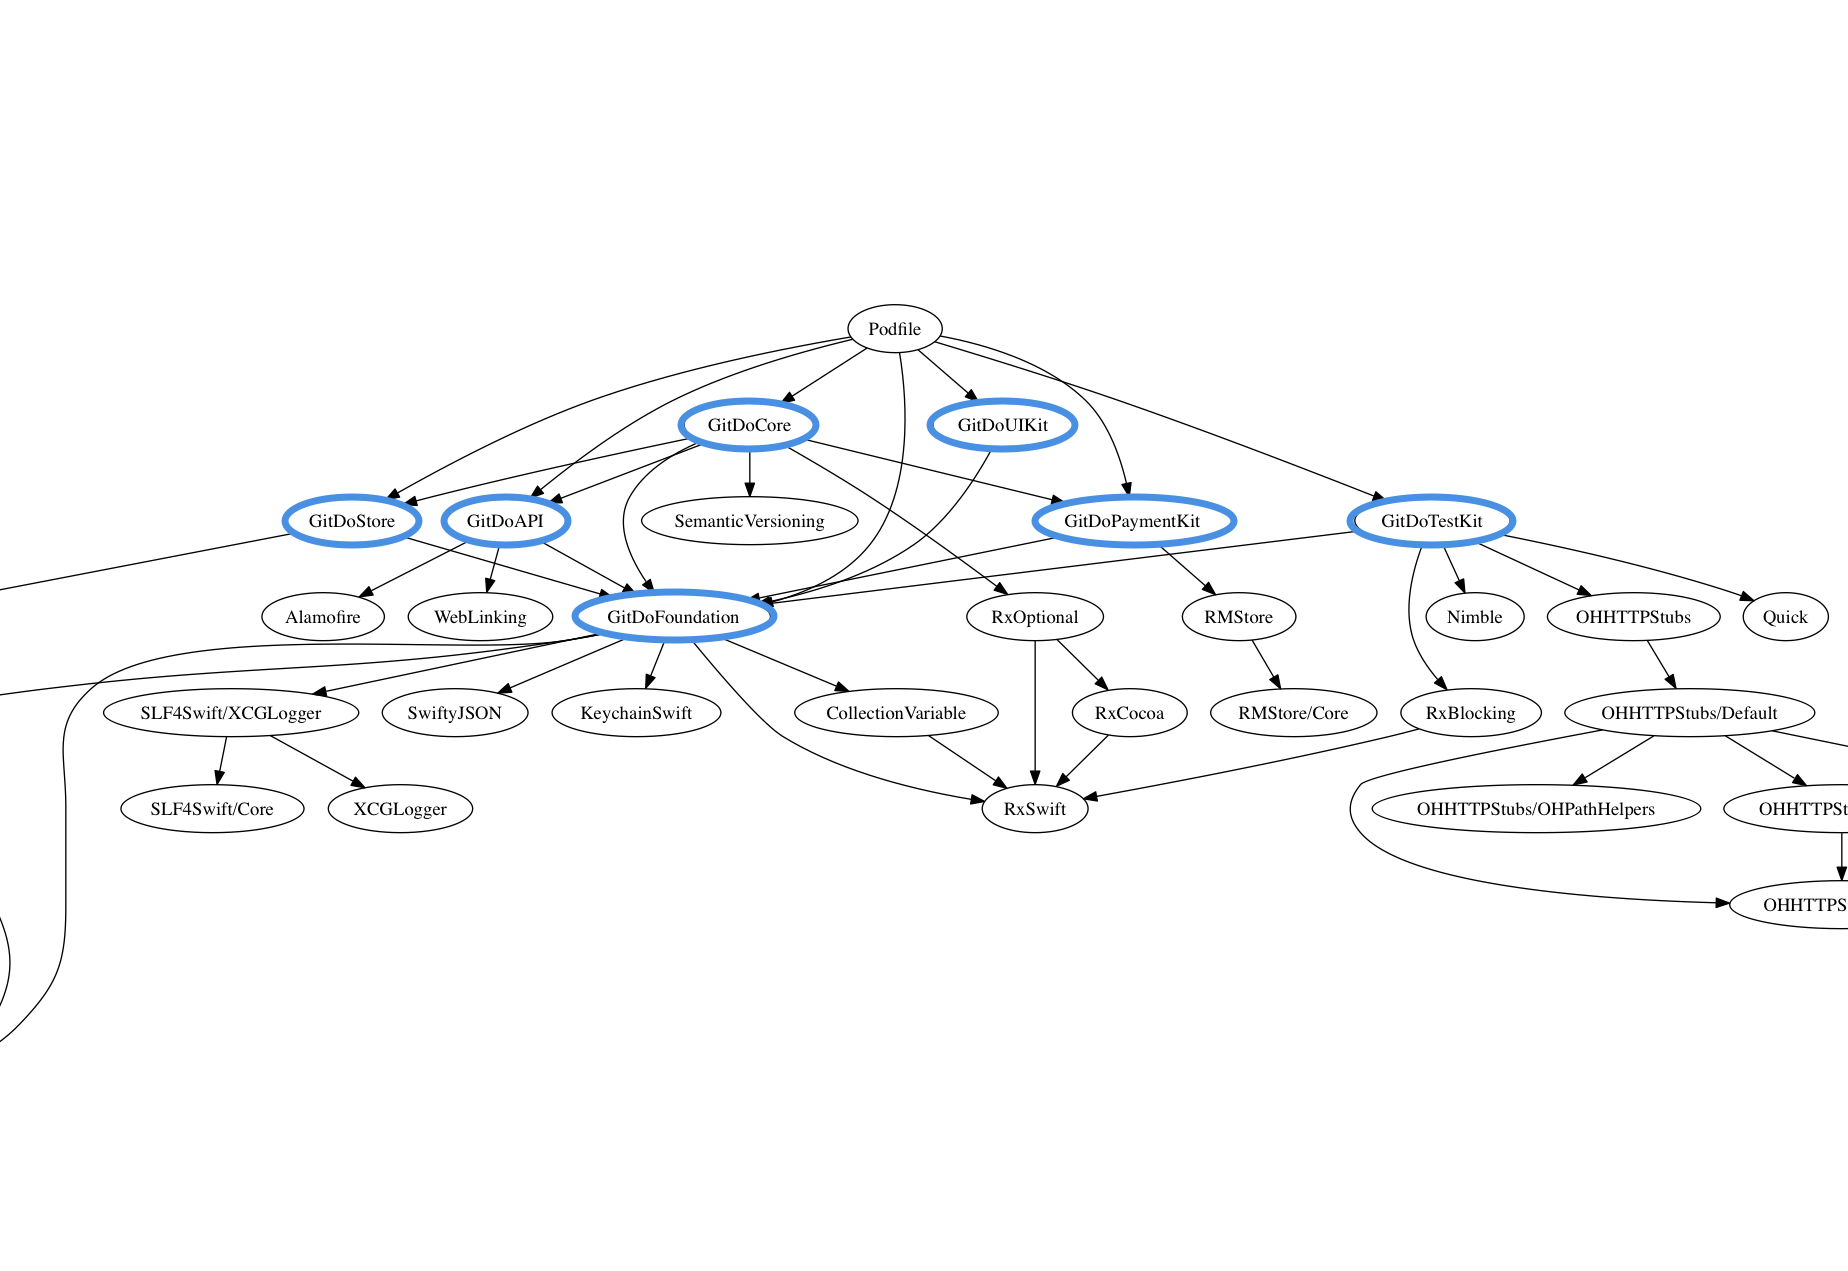 Podfile
GitDoCore
GitDoUIKit
GitDoStore
GitDoAPI
SemanticVersioning
GitDoPaymentKit
GitDoTestKit
Alamofire
WebLinking
GitDoFoundation
RxOptional
RMStore
Nimble
OHHTTPStubs
Quick
SLF4Swift/XCGLogger
SwiftyJSON
KeychainSwift
CollectionVariable
RxCocoa
RMStore/Core
RxBlocking
OHHTTPStubs/Default
SLF4Swift/Core
XCGLogger
RxSwift
OHHTTPStubs/OHPathHelpers
OHHTTPSt
OHHTTPS